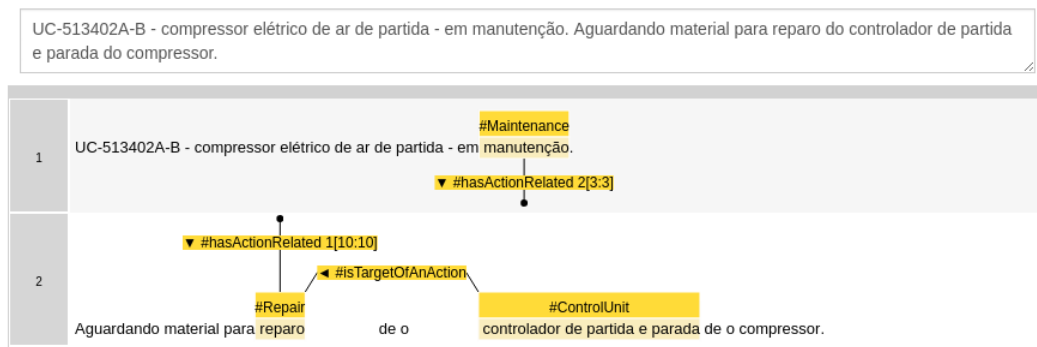 UC-513402A-B - compressor elétrico de ar de partida - em manutenção. Aguardando material para reparo do controlador de partida
e parada do compressor.
#Maintenance
1 UC-513402A-B - compressor elétrico de ar de partida - em manutenção.
▼ #hasActionRelated 2[3:3]
▼ #hasActionRelated 1[10:10]
◄ #isTargetOfAnAction
2
#Repair #ControlUnit
Aguardando material para reparo de o controlador de partida e parada de o compressor.